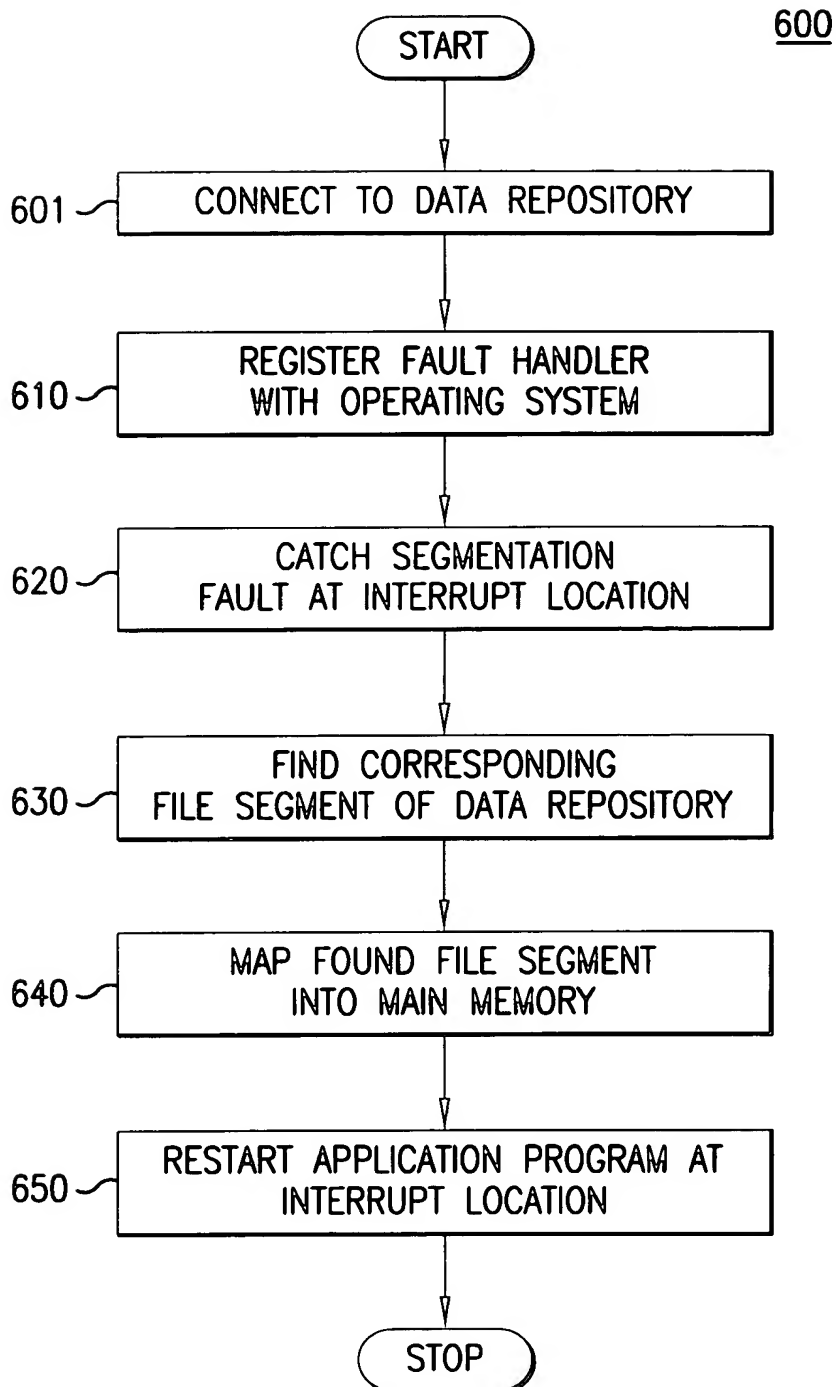 600
START
601
CONNECT TO DATA REPOSITORY
610
REGISTER FAULT HANDLER
WITH OPERATING SYSTEM
620
CATCH SEGMENTATION
FAULT AT INTERRUPT LOCATION
630
FIND CORRESPONDING
FILE SEGMENT OF DATA REPOSITORY
640
MAP FOUND FILE SEGMENT
INTO MAIN MEMORY
650
RESTART APPLICATION PROGRAM AT
INTERRUPT LOCATION
STOP